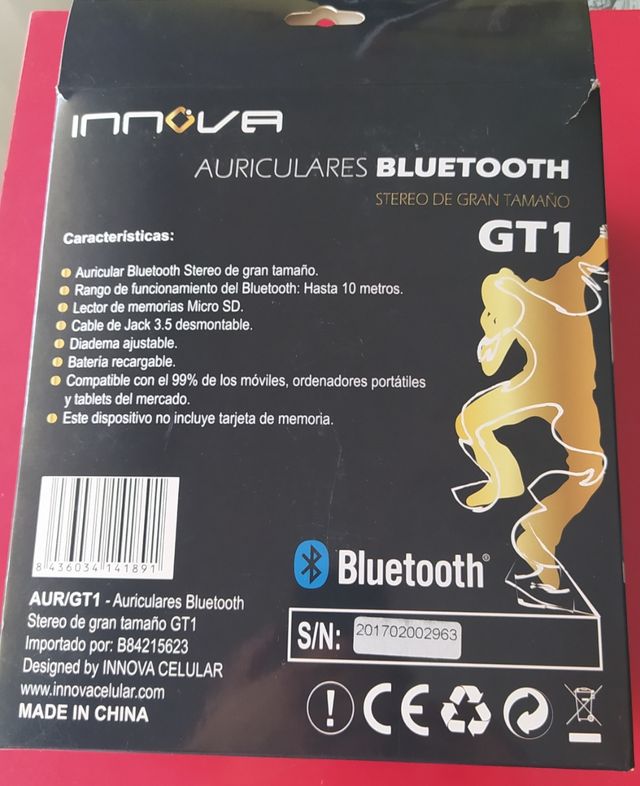 INNOVA
AURICULARES BLUETOOTH
STEREO DE GRAN TAMAÑO
GT1
Características:
Auricular Bluetooth Stereo de gran tamaño.
Rango de funcionamiento del Bluetooth: Hasta 10 metros.
Lector de memorias Micro SD.
Cable de Jack 3.5 desmontable.
Diadema ajustable.
Batería recargable.
Compatible con el 99% de los móviles, ordenadores portátiles
y tablets del mercado.
Este dispositivo no incluye tarjeta de memoria.
8 436034 141891
Bluetooth®
AUR/GT1 - Auriculares Bluetooth
Stereo de gran tamaño GT1
Importado por: B84215623
Designed by INNOVA CELULAR
www.innovacelular.com
MADE IN CHINA
S/N: 201702002963
CE